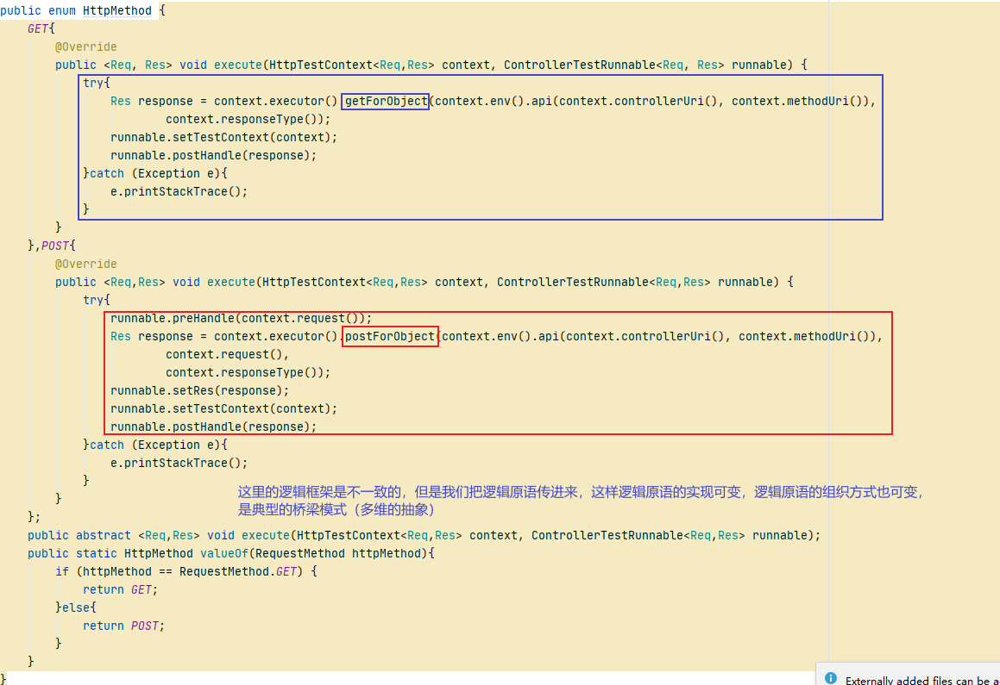 public enum HttpMethod {
    GET{
        @Override
        public <Req, Res> void execute(HttpTestContext<Req,Res> context, ControllerTestRunnable<Req, Res> runnable) {
            try{
                Res response = context.executor().getForObject(context.env().api(context.controllerUri(), context.methodUri()),
                        context.responseType());
                runnable.setTestContext(context);
                runnable.postHandle(response);
            }catch (Exception e){
                e.printStackTrace();
            }
        }
    },POST{
        @Override
        public <Req,Res> void execute(HttpTestContext<Req,Res> context, ControllerTestRunnable<Req,Res> runnable) {
            try{
                runnable.preHandle(context.request());
                Res response = context.executor().postForObject(context.env().api(context.controllerUri(), context.methodUri()),
                        context.request(),
                        context.responseType());
                runnable.setRes(response);
                runnable.setTestContext(context);
                runnable.postHandle(response);
            }catch (Exception e){
                e.printStackTrace();
            }
这里的逻辑框架是不一致的，但是我们把逻辑原语传进来，这样逻辑原语的实现可变，逻辑原语的组织方式也可变，
        }
是典型的桥梁模式（多维的抽象）
    };
    public abstract <Req,Res> void execute(HttpTestContext<Req,Res> context, ControllerTestRunnable<Req,Res> runnable);
    public static HttpMethod valueOf(RequestMethod httpMethod){
        if (httpMethod == RequestMethod.GET) {
            return GET;
        }else{
            return POST;
        }
    }
}
Externally added files can be a